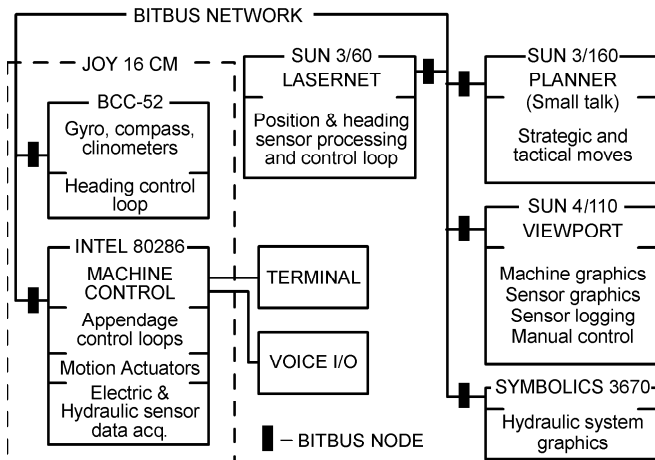 BITBUS NETWORK
JOY 16 CM
BCC-52
Gyro, compass,
clinometers
Heading control
loop
INTEL 80286
MACHINE
CONTROL
Appendage
control loops
Motion Actuators
Electric &
Hydraulic sensor
data acq.
SUN 3/60
LASERNET
Position & heading
sensor processing
and control loop
TERMINAL
VOICE I/O
– BITBUS NODE
SUN 3/160
PLANNER
(Small talk)
Strategic and
tactical moves
SUN 4/110
VIEWPORT
Machine graphics
Sensor graphics
Sensor logging
Manual control
SYMBOLICS 3670
Hydraulic system
graphics